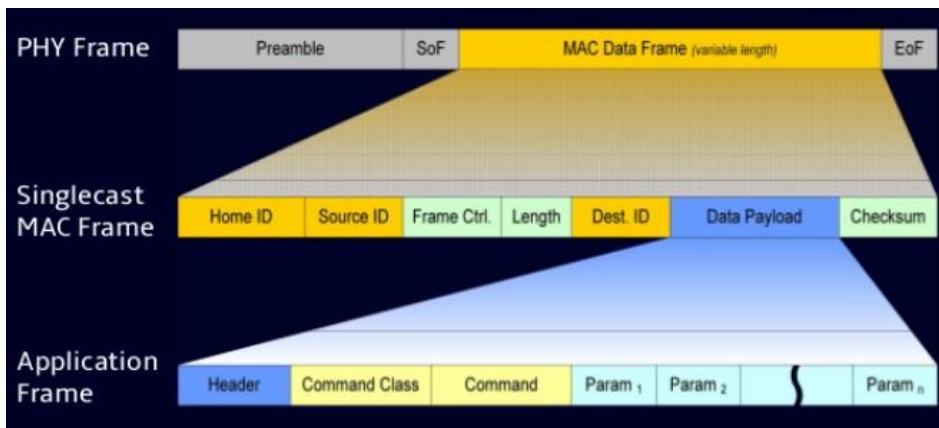 PHY Frame
Preamble
SoF
MAC Data Frame (variable length)
EoF
Singlecast
MAC Frame
Home ID
Source ID
Frame Ctrl.
Length
Dest. ID
Data Payload
Checksum
Application
Frame
Header
Command Class
Command
Param 1
Param 2
Param n